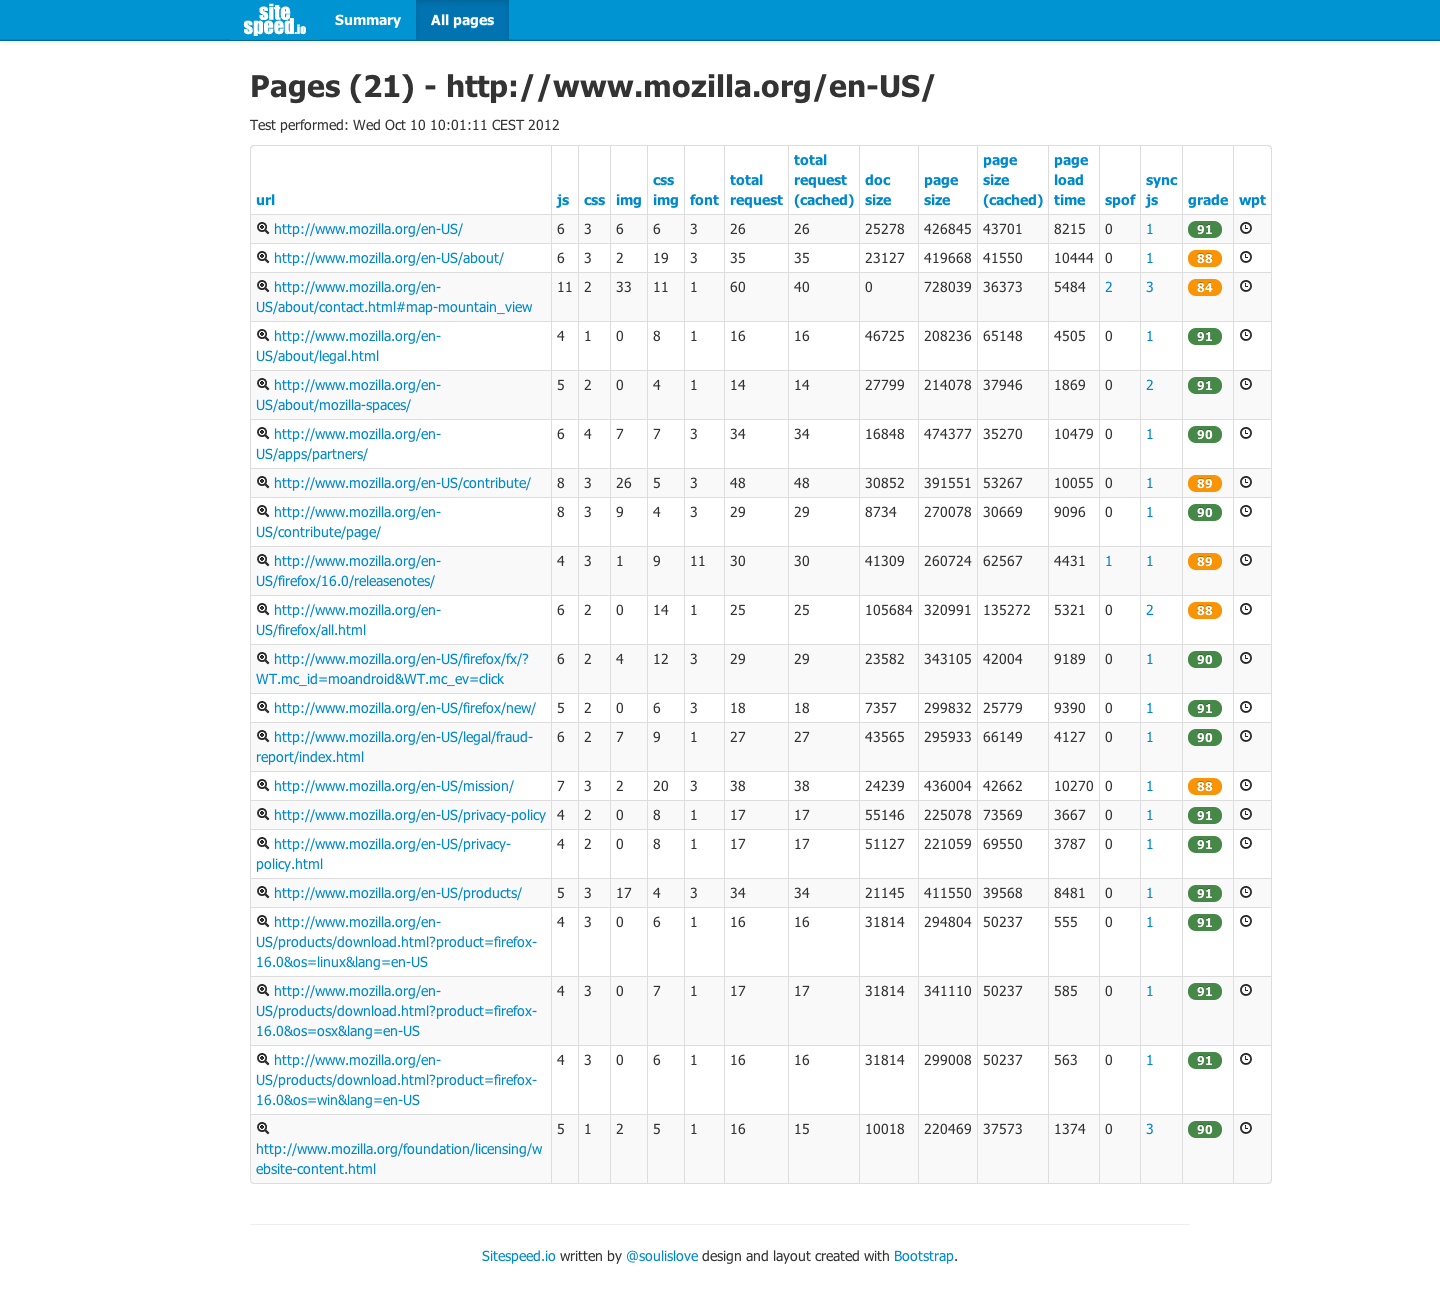 site
speed.io
Summary
All pages
Pages (21) - http://www.mozilla.org/en-US/
Test performed: Wed Oct 10 10:01:11 CEST 2012
url js css img css img font total request total request (cached) doc size page size page size (cached) page load time spof sync js grade wpt
http://www.mozilla.org/en-US/ 6 3 6 6 3 26 26 25278 426845 43701 8215 0 1 91
http://www.mozilla.org/en-US/about/ 6 3 2 19 3 35 35 23127 419668 41550 10444 0 1 88
http://www.mozilla.org/en- 11 2 33 11 1 60 40 0 728039 36373 5484 2 3 84
US/about/contact.html#map-mountain_view
http://www.mozilla.org/en- 4 1 0 8 1 16 16 46725 208236 65148 4505 0 1 91
US/about/legal.html
http://www.mozilla.org/en- 5 2 0 4 1 14 14 27799 214078 37946 1869 0 2 91
US/about/mozilla-spaces/
http://www.mozilla.org/en- 6 4 7 7 3 34 34 16848 474377 35270 10479 0 1 90
US/apps/partners/
http://www.mozilla.org/en-US/contribute/ 8 3 26 5 3 48 48 30852 391551 53267 10055 0 1 89
http://www.mozilla.org/en- 8 3 9 4 3 29 29 8734 270078 30669 9096 0 1 90
US/contribute/page/
http://www.mozilla.org/en- 4 3 1 9 11 30 30 41309 260724 62567 4431 1 1 89
US/firefox/16.0/releasenotes/
http://www.mozilla.org/en- 6 2 0 14 1 25 25 105684 320991 135272 5321 0 2 88
US/firefox/all.html
http://www.mozilla.org/en-US/firefox/fx/? 6 2 4 12 3 29 29 23582 343105 42004 9189 0 1 90
WT.mc_id=moandroid&WT.mc_ev=click
http://www.mozilla.org/en-US/firefox/new/ 5 2 0 6 3 18 18 7357 299832 25779 9390 0 1 91
http://www.mozilla.org/en-US/legal/fraud- 6 2 7 9 1 27 27 43565 295933 66149 4127 0 1 90
report/index.html
http://www.mozilla.org/en-US/mission/ 7 3 2 20 3 38 38 24239 436004 42662 10270 0 1 88
http://www.mozilla.org/en-US/privacy-policy 4 2 0 8 1 17 17 55146 225078 73569 3667 0 1 91
http://www.mozilla.org/en-US/privacy- 4 2 0 8 1 17 17 51127 221059 69550 3787 0 1 91
policy.html
http://www.mozilla.org/en-US/products/ 5 3 17 4 3 34 34 21145 411550 39568 8481 0 1 91
http://www.mozilla.org/en- 4 3 0 6 1 16 16 31814 294804 50237 555 0 1 91
US/products/download.html?product=firefox-
16.0&os=linux&lang=en-US
http://www.mozilla.org/en- 4 3 0 7 1 17 17 31814 341110 50237 585 0 1 91
US/products/download.html?product=firefox-
16.0&os=osx&lang=en-US
http://www.mozilla.org/en- 4 3 0 6 1 16 16 31814 299008 50237 563 0 1 91
US/products/download.html?product=firefox-
16.0&os=win&lang=en-US
5 1 2 5 1 16 15 10018 220469 37573 1374 0 3 90
http://www.mozilla.org/foundation/licensing/w
ebsite-content.html
Sitespeed.io written by @soulislove design and layout created with Bootstrap.